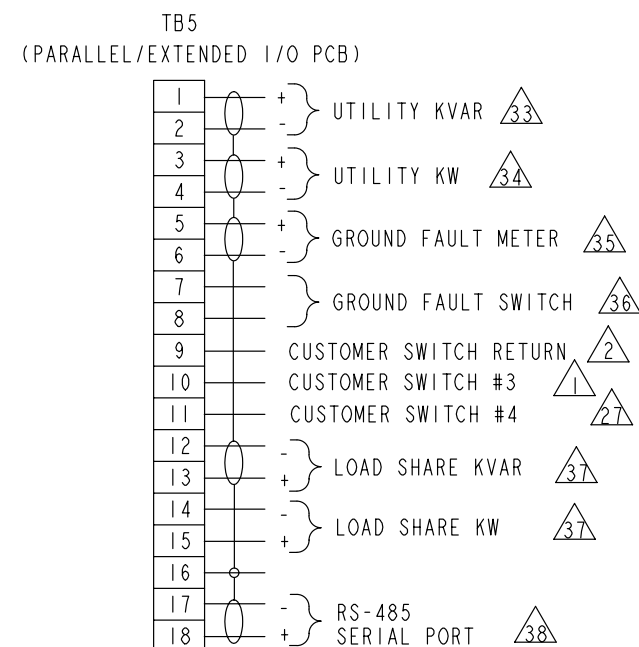 TB5
(PARALLEL/EXTENDED I/O PCB)
1 +
2 - UTILITY KVAR 33
3 +
4 - UTILITY KW 34
5 +
6 - GROUND FAULT METER 35
7
8 GROUND FAULT SWITCH 36
9 CUSTOMER SWITCH RETURN 2
10 CUSTOMER SWITCH #3 1
11 CUSTOMER SWITCH #4 27
12 -
13 + LOAD SHARE KVAR 37
14 -
15 + LOAD SHARE KW 37
16
17 - RS-485
18 + SERIAL PORT 38